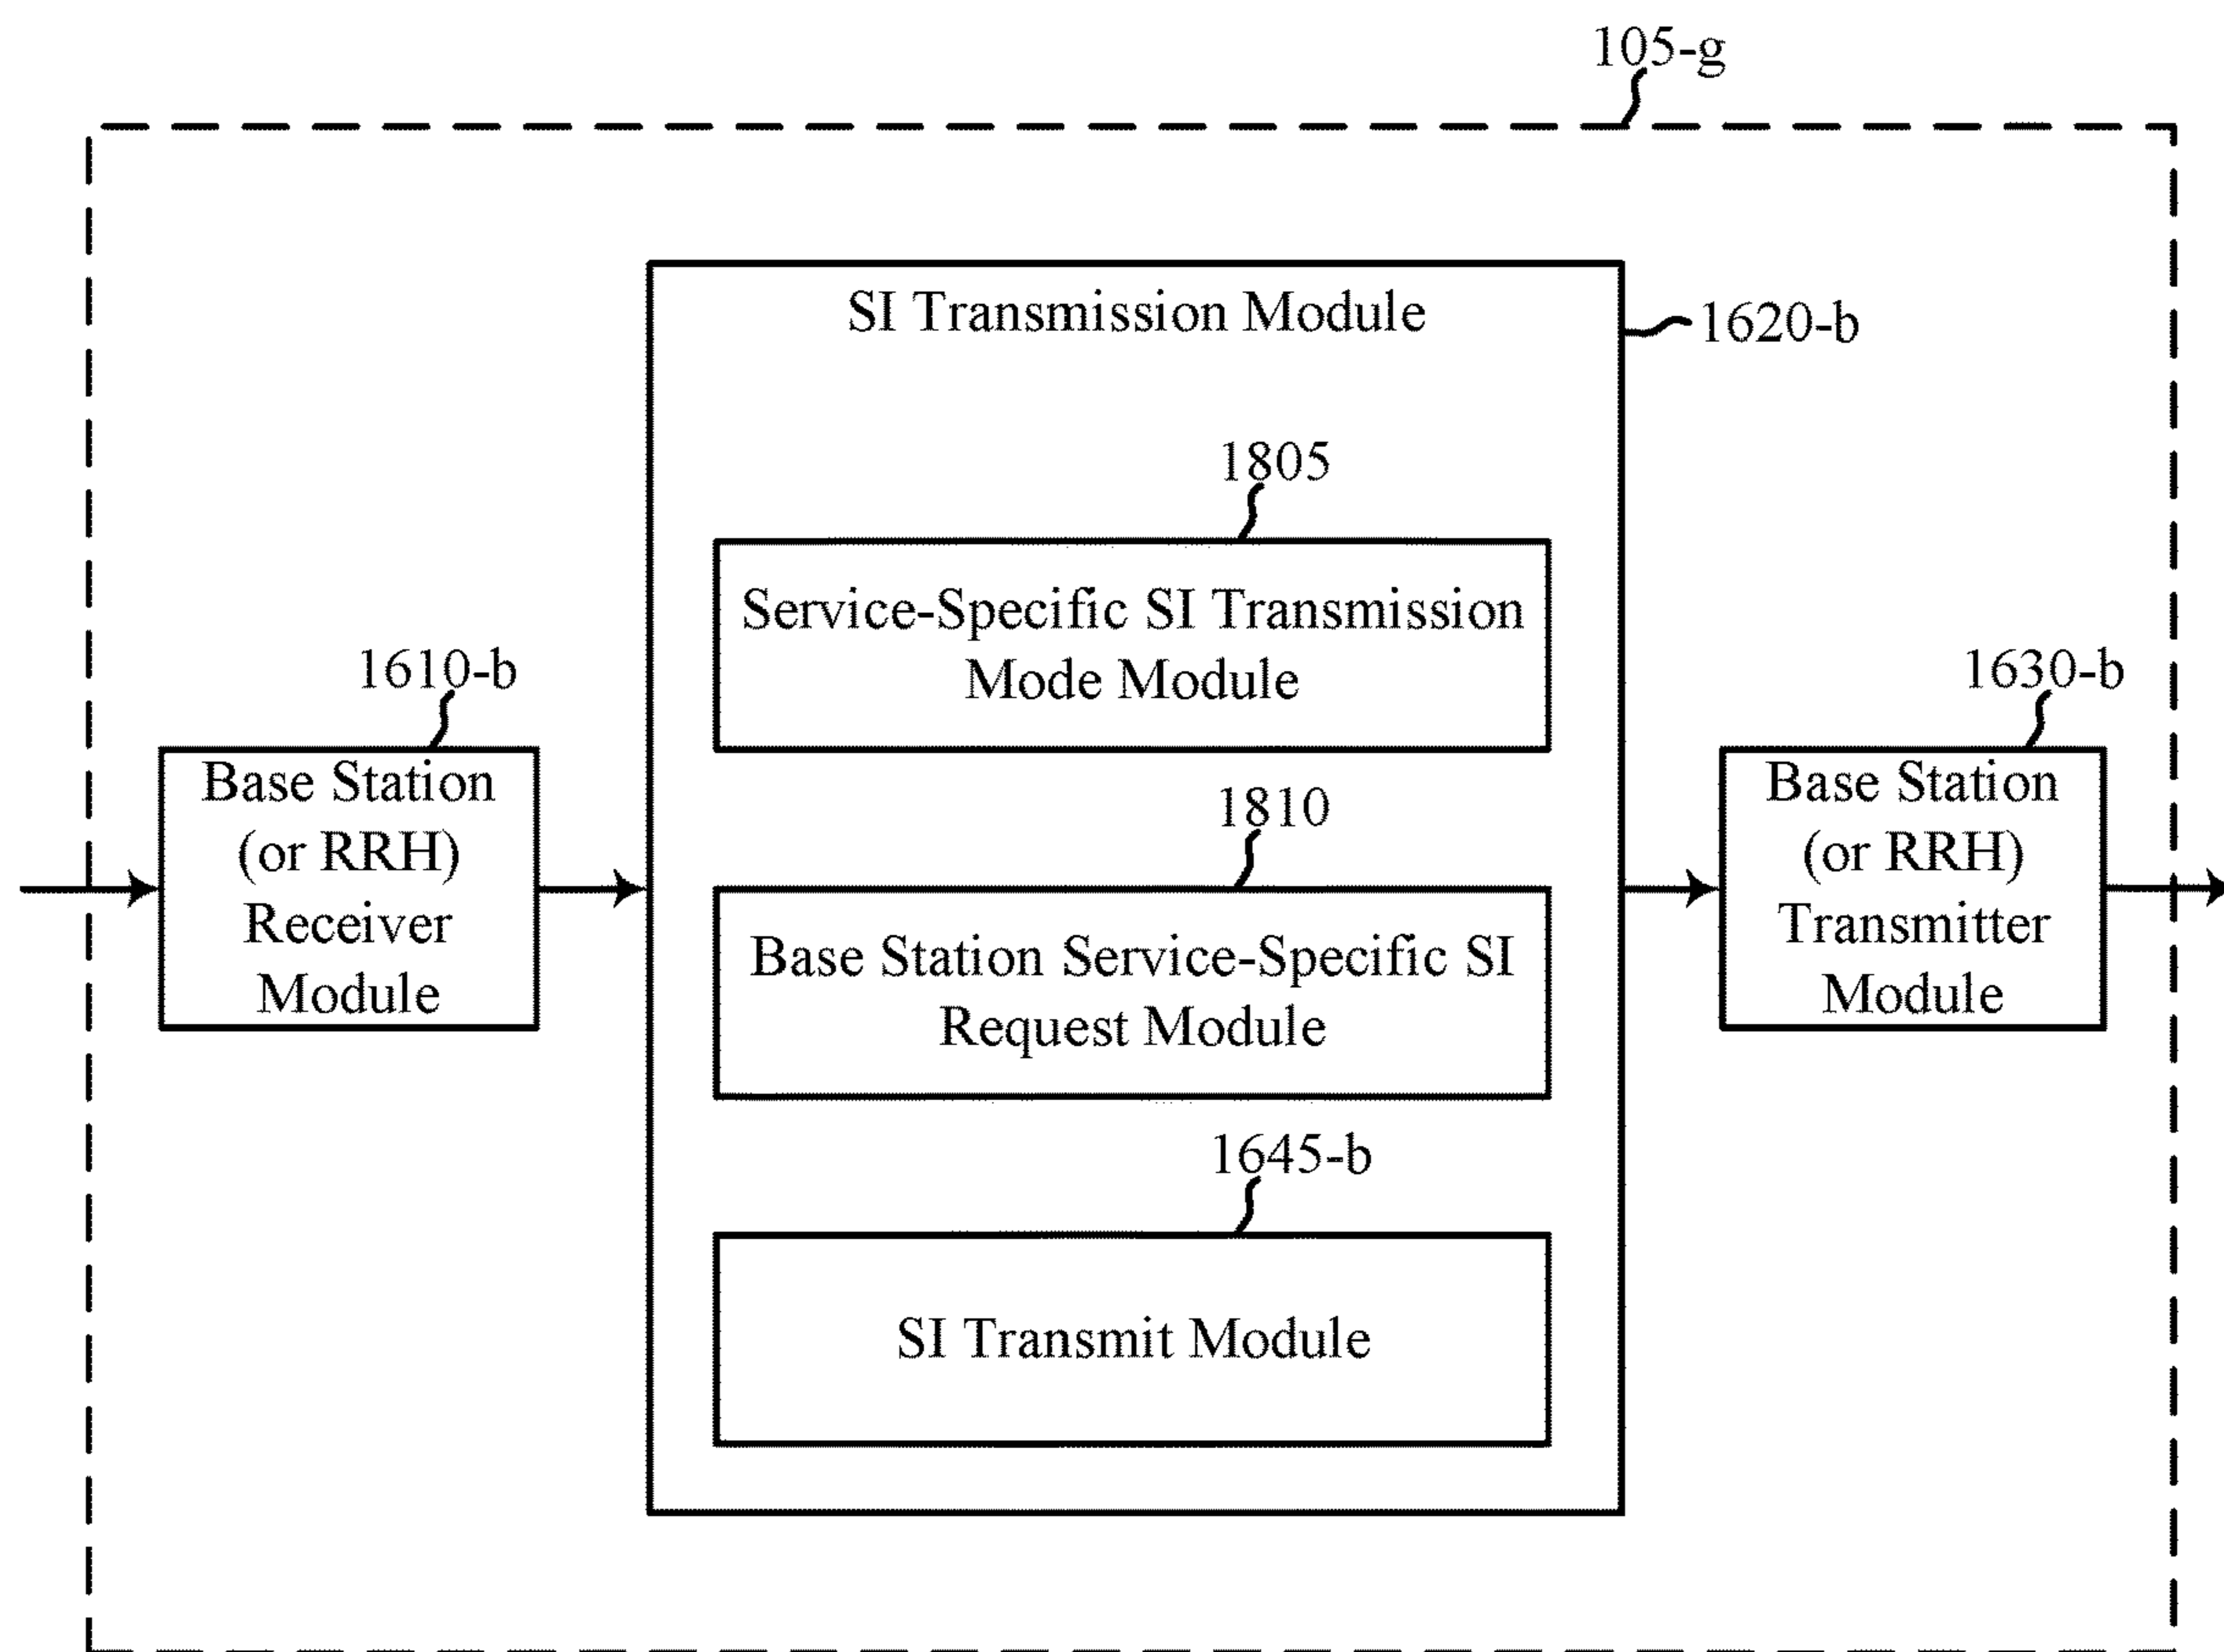 105-g
SI Transmission Module
1620-b
1805
Service-Specific SI Transmission
Mode Module
1610-b
Base Station
(or RRH)
Receiver
Module
1810
Base Station Service-Specific SI
Request Module
1645-b
SI Transmit Module
1630-b
Base Station
(or RRH)
Transmitter
Module